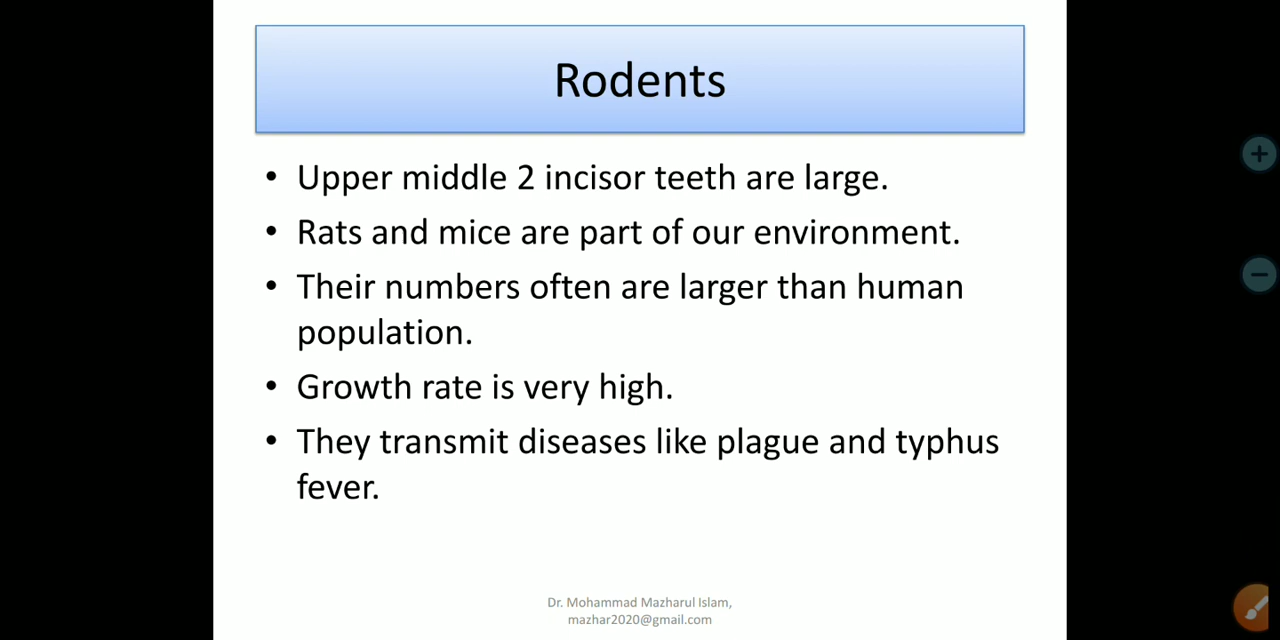 Rodents
• Upper middle 2 incisor teeth are large.
• Rats and mice are part of our environment.
• Their numbers often are larger than human
population.
• Growth rate is very high.
• They transmit diseases like plague and typhus
fever.
Dr. Mohammad Mazharul Islam,
mazhar2020@gmail.com